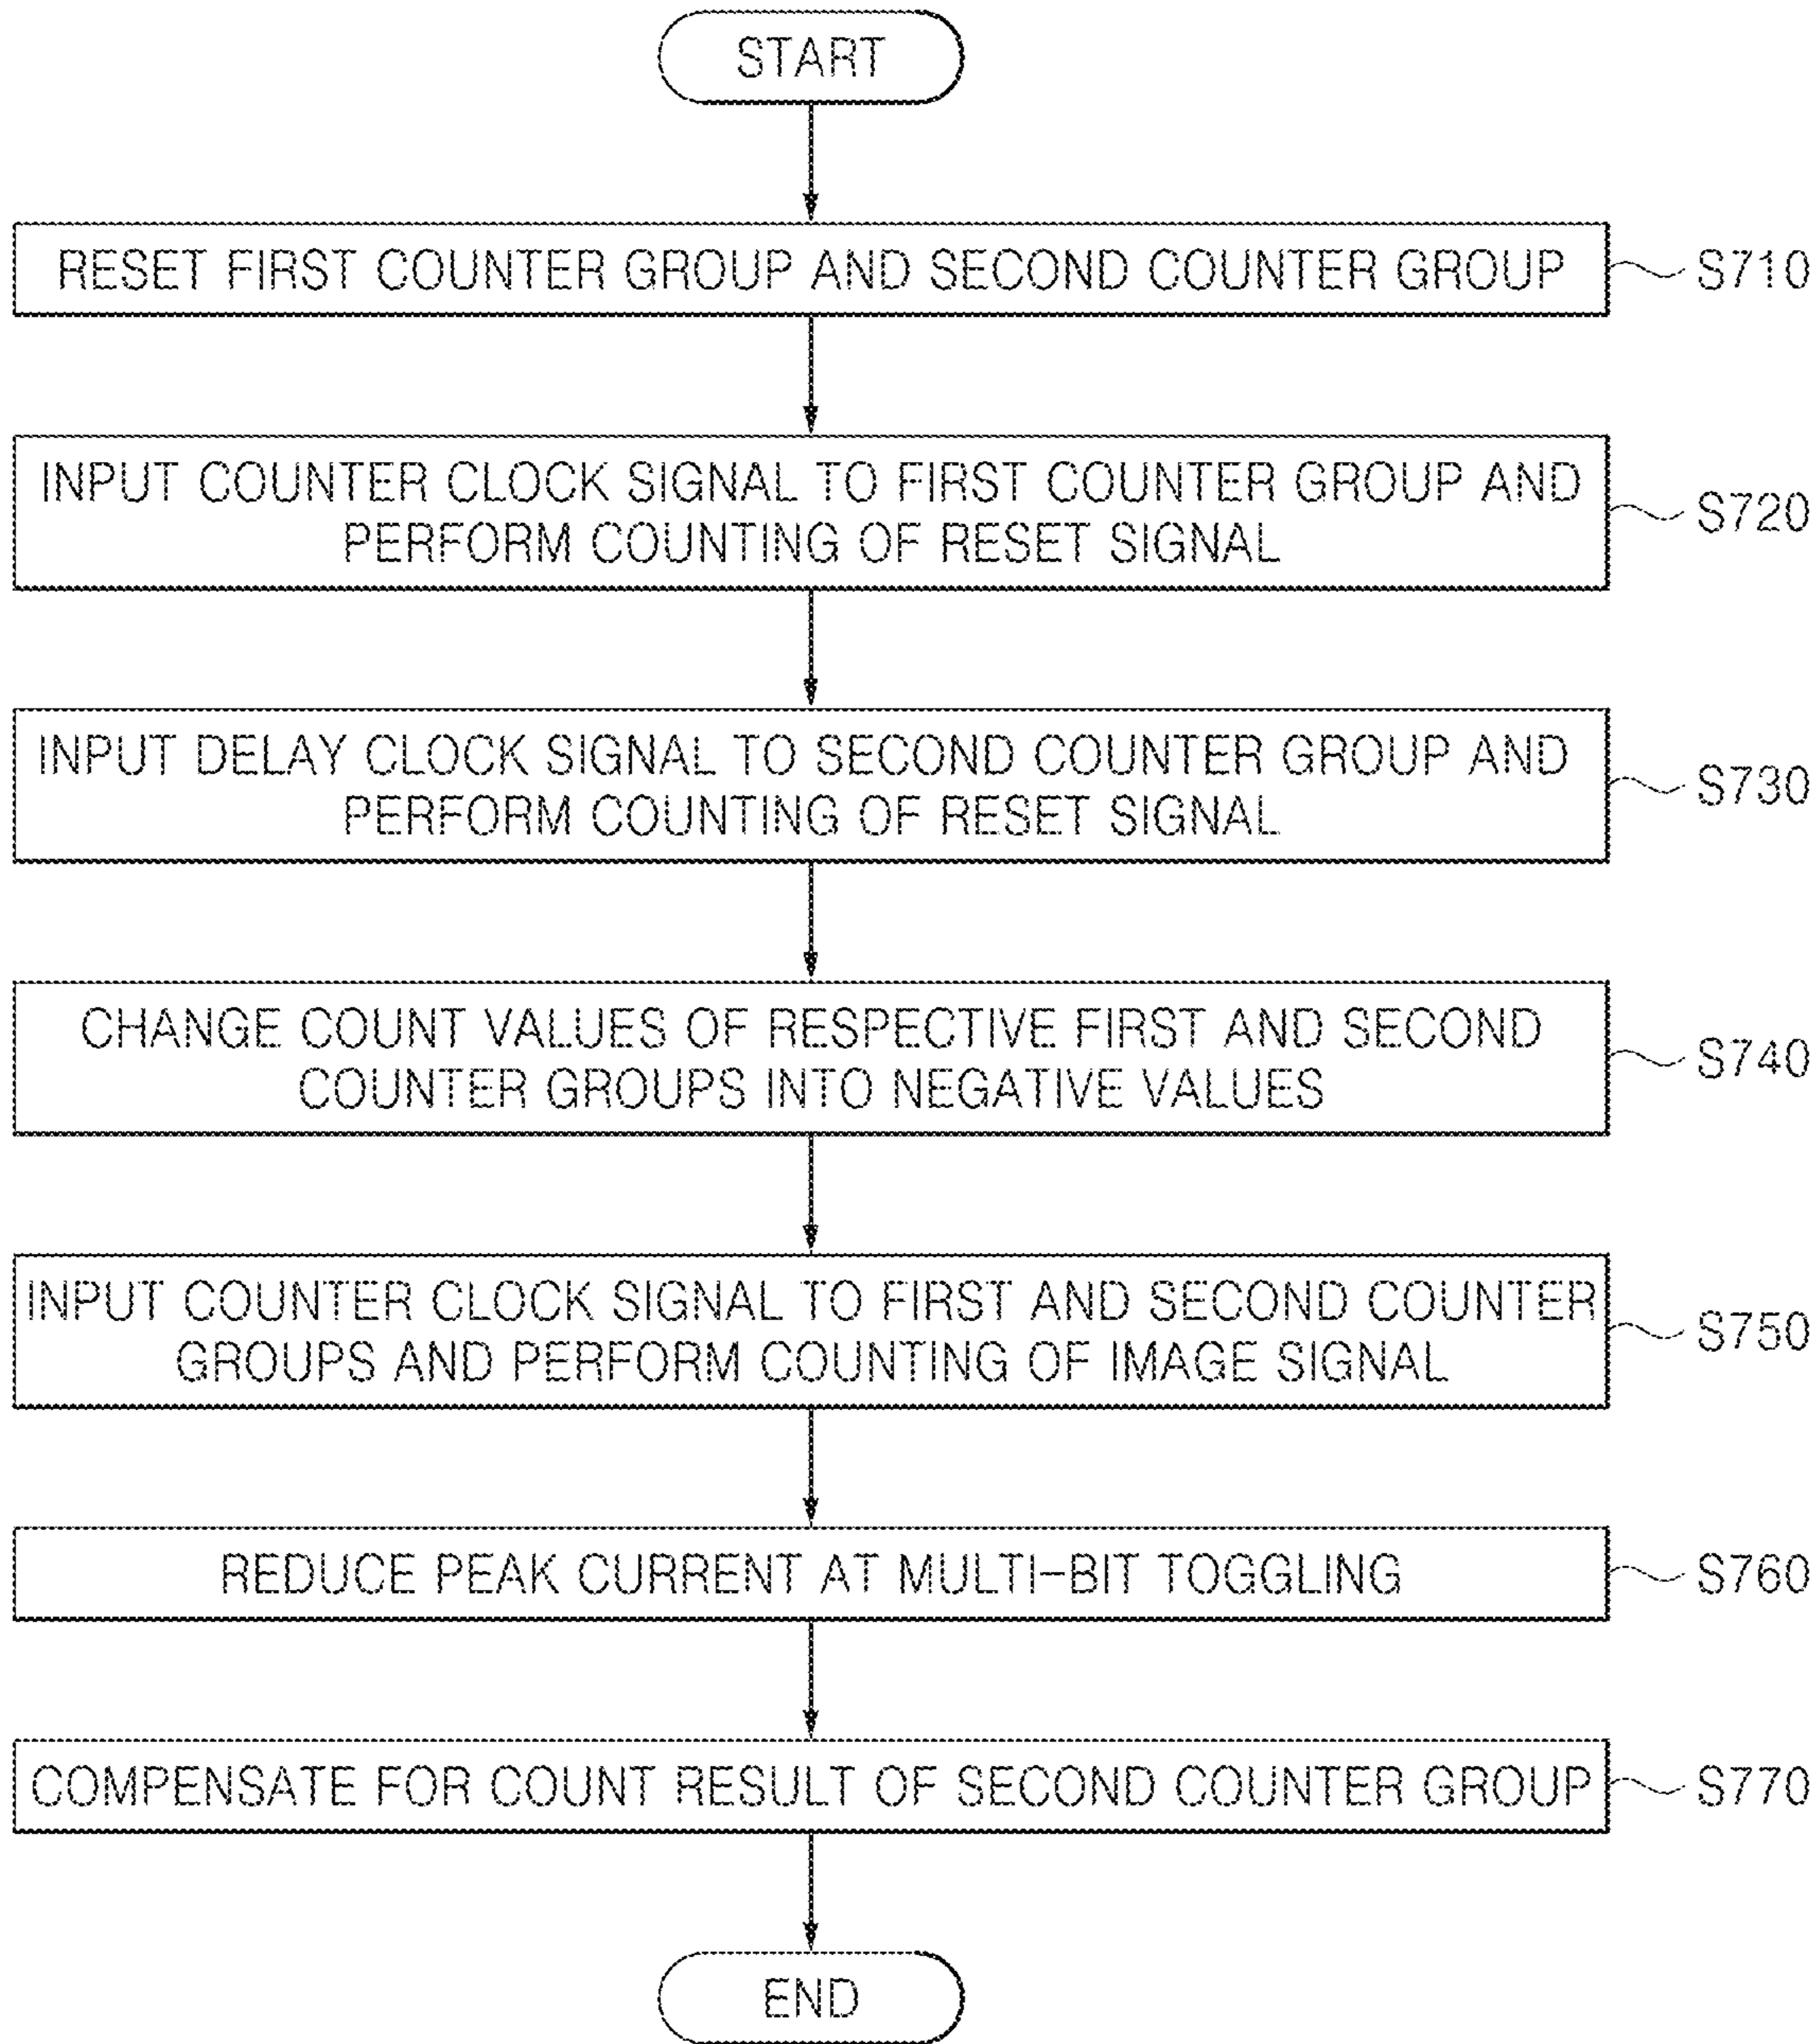 START
RESET FIRST COUNTER GROUP AND SECOND COUNTER GROUP
S710
INPUT COUNTER CLOCK SIGNAL TO FIRST COUNTER GROUP AND
PERFORM COUNTING OF RESET SIGNAL
S720
INPUT DELAY CLOCK SIGNAL TO SECOND COUNTER GROUP AND
PERFORM COUNTING OF RESET SIGNAL
S730
CHANGE COUNT VALUES OF RESPECTIVE FIRST AND SECOND
COUNTER GROUPS INTO NEGATIVE VALUES
S740
INPUT COUNTER CLOCK SIGNAL TO FIRST AND SECOND COUNTER
GROUPS AND PERFORM COUNTING OF IMAGE SIGNAL
S750
REDUCE PEAK CURRENT AT MULTI-BIT TOGGLING
S760
COMPENSATE FOR COUNT RESULT OF SECOND COUNTER GROUP
S770
END